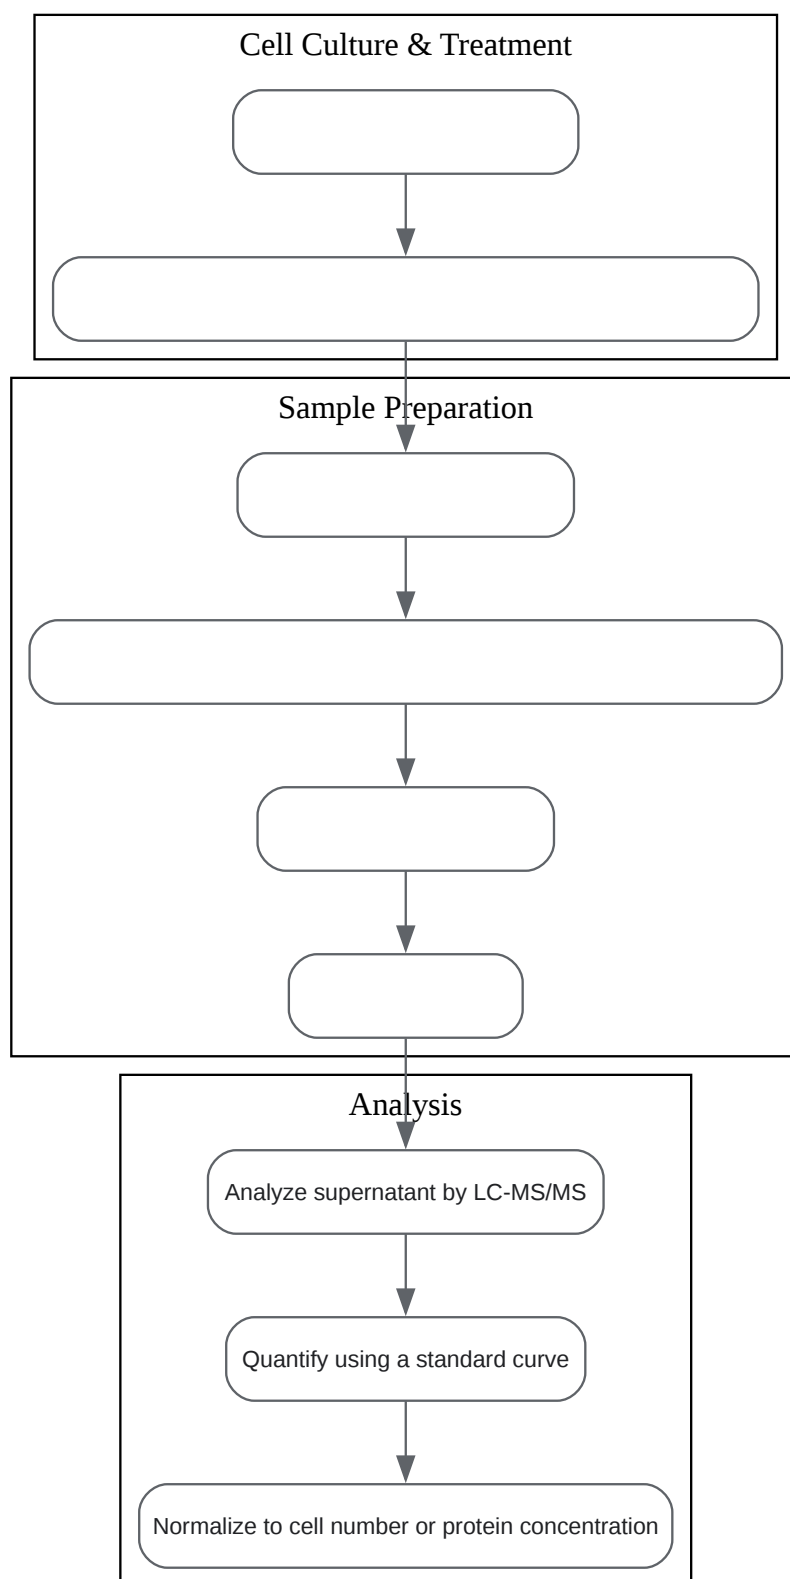 Cell Culture & Treatment
Sample Preparation
Analysis
Analyze supernatant by LC-MS/MS
Quantify using a standard curve
Normalize to cell number or protein concentration